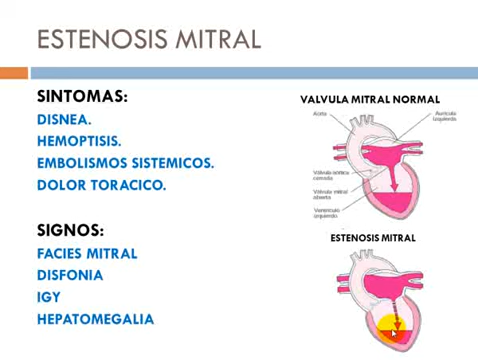 ESTENOSIS MITRAL
SINTOMAS:
DISNEA.
HEMOPTISIS.
EMBOLISMOS SISTEMICOS.
DOLOR TORACICO.
SIGNOS:
FACIES MITRAL
DISFONIA
IGY
HEPATOMEGALIA
VALVULA MITRAL NORMAL
Aorta
Aurícula
izquierda
Válvula aórtica
cerrada
Válvula mitral
abierta
Ventrículo
izquierdo
ESTENOSIS MITRAL